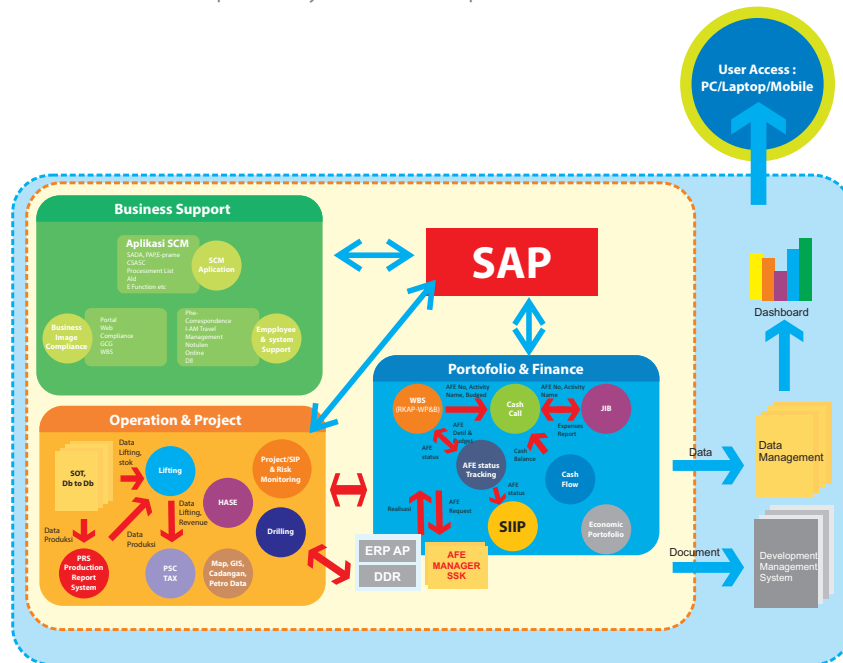 User Access :
PC/Laptop/Mobile
Business Support
Aplikasi SCM
SADA, PAP,E-prama
CSASC
Processment List
AId
E Function etc
SCM
Aplication
Business
Image
Compliance
Portal
Web
Compliance
GCG
WBS
Phe-
Correspondence
I-AM Travel
Management
Notulen
Online
DII
Empployee
& system
Support
SAP
Dashboard
Operation & Project
SOT,
Db to Db
Data
Lifting,
stok
Lifting
Project/SIP
& Risk
Monitoring
HASE
Data
Lifting,
Revenue
Drilling
Data
Produksi
Data
Produksi
PRS
Production
Report
System
PSC
TAX
Map, GIS,
Cadangan,
Petro Data
Portofolio & Finance
WBS
(RKAP-WP&B)
AFE No, Activity
Name, Budged
Cash
Call
AFE No, Activity
Name
JIB
Expenses
Report
AFE
status
AFE
Detil &
Budget
Cash
Balance
AFE status
Tracking
Cash
Flow
AFE
status
Realisasi
AFE
Request
SIIP
Economic
Portofolio
ERP AP
DDR
AFE
MANAGER
SSK
Data
Data
Management
Document
Development
Management
System